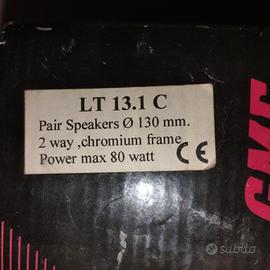 LT 13.1 C
Pair Speakers Ø 130 mm.
2 way ,chromium frame
Power max 80 watt CE
subito